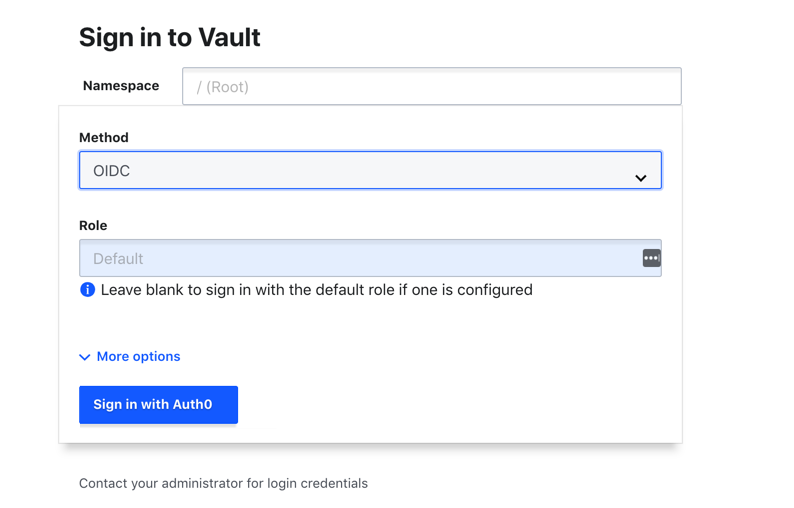 Sign in to Vault
Namespace / (Root)
Method
OIDC
Role
Default
Leave blank to sign in with the default role if one is configured
More options
Sign in with Auth0
Contact your administrator for login credentials